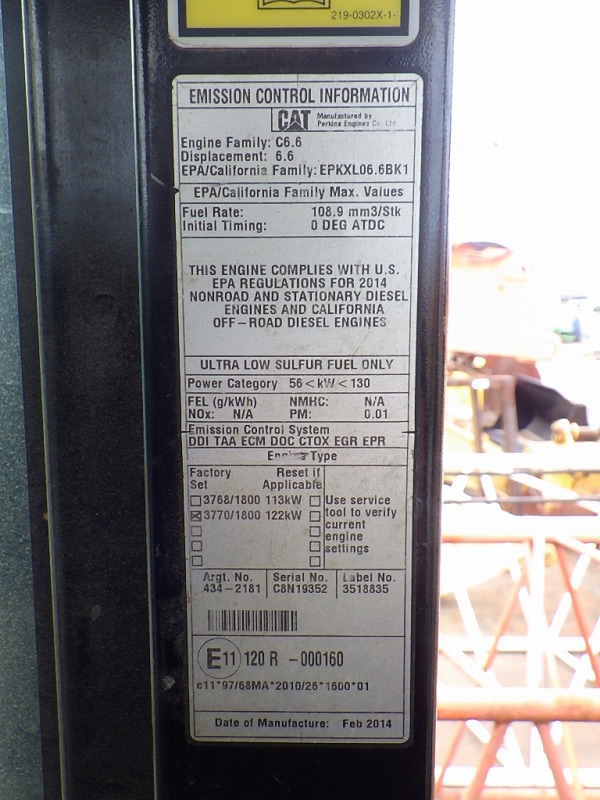 219-0302X-1-
EMISSION CONTROL INFORMATION
CAT Manufactured by
Perkins Engines Co. Ltd.
Engine Family: C6.6
Displacement: 6.6
EPA/California Family: EPKXL06.6BK1
EPA/California Family Max. Values
Fuel Rate: 108.9 mm3/Stk
Initial Timing: 0 DEG ATDC
THIS ENGINE COMPLIES WITH U.S.
EPA REGULATIONS FOR 2014
NONROAD AND STATIONARY DIESEL
ENGINES AND CALIFORNIA
OFF-ROAD DIESEL ENGINES
ULTRA LOW SULFUR FUEL ONLY
Power Category 56 < kW < 130
FEL (g/kWh) NMHC: N/A
NOx: N/A PM: 0.01
Emission Control System
DDI TAA ECM DOC CTOX EGR EPR
Engine Type
Factory Set
Reset if Applicable
3768/1800 113kW
3770/1800 122kW
Use service
tool to verify
current
engine
settings
Argt. No. Serial No. Label No.
434-2181 C8N19352 3518835
E11 120 R -000160
e11*97/68MA*2010/26*1600*01
Date of Manufacture: Feb 2014